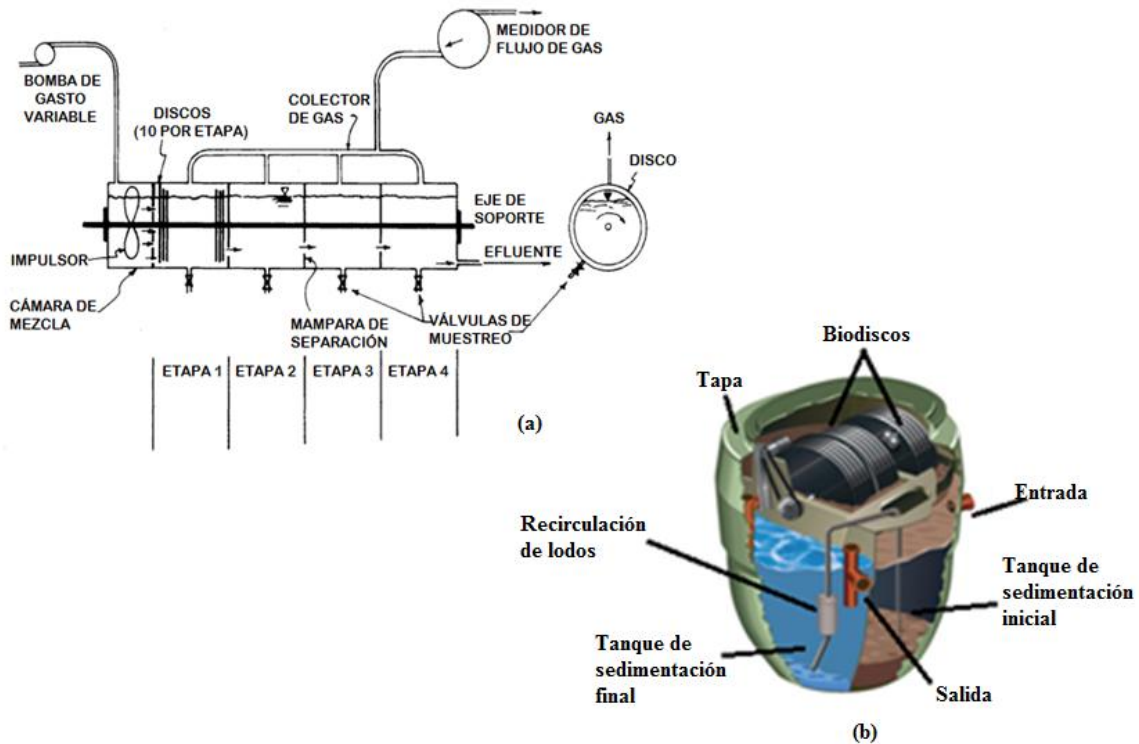 MEDIDOR DE
FLUJO DE GAS
BOMBA DE
GASTO
VARIABLE
DISCOS
(10 POR ETAPA)
COLECTOR
DE GAS
GAS
DISCO
EJE DE
SOPORTE
EFLUENTE
IMPULSOR
CÁMARA DE
MEZCLA
MAMPARA DE
SEPARACIÓN
VÁLVULAS DE
MUESTREO
ETAPA 1
ETAPA 2
ETAPA 3
ETAPA 4
(a)
Biodiscos
Tapa
Entrada
Recirculación
de lodos
Tanque de
sedimentación
inicial
Tanque de
sedimentación
final
Salida
(b)